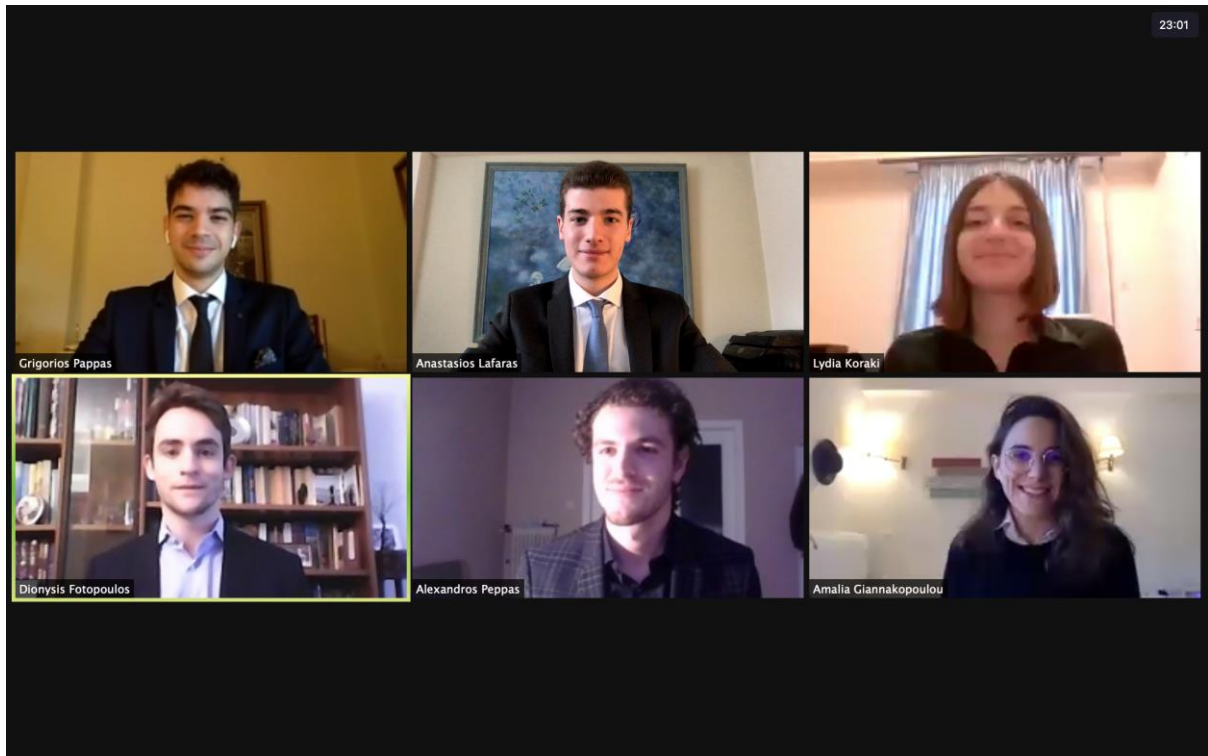 23:01
Grigorios Pappas
Anastasios Lafaras
Lydia Koraki
Dionysis Fotopoulos
Alexandros Peppas
Amalia Giannakopoulou